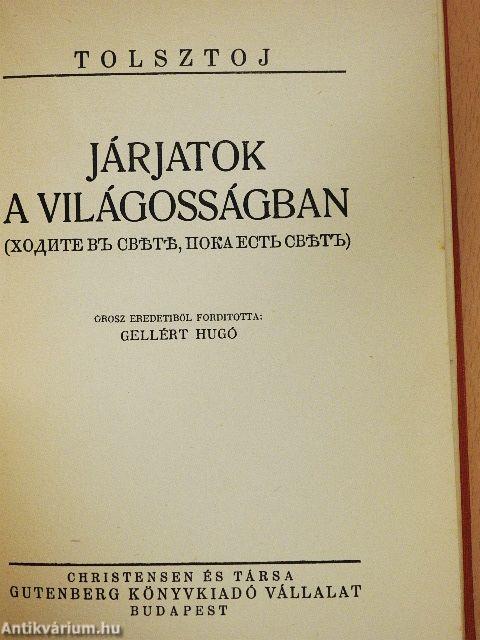 TOLSZTOJ
JÁRJATOK
A VILÁGOSSÁGBAN
(ХОДИТЕ ВЪ СВѢТѢ, ПОКА ЕСТЬ СВѢТЪ)
OROSZ EREDETIBŐL FORDITOTTA:
GELLÉRT HUGÓ
CHRISTENSEN ÉS TÁRSA
GUTENBERG KÖNYVKIADÓ VÁLLALAT
BUDAPEST
Antikvárium.hu